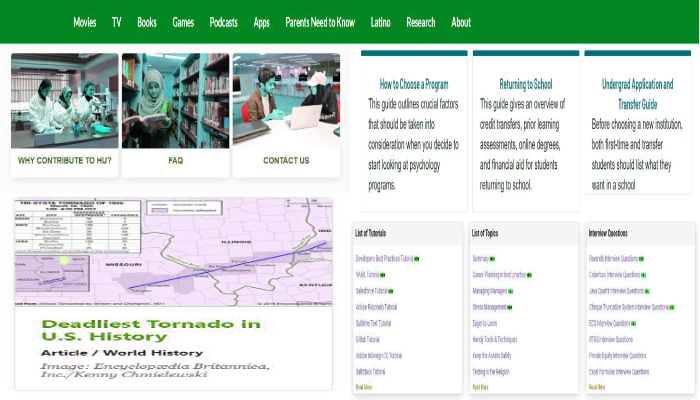 Movies TV Books Games Podcasts Apps Parents Need to Know Latino Research About
WHY CONTRIBUTE TO HU?
FAQ
CONTACT US
How to Choose a Program
This guide outlines crucial factors
that should be taken into
consideration when you decide to
start looking at psychology
programs.
Returning to School
This guide gives an overview of
credit transfers, prior learning
assessments, online degrees,
and financial aid for students
returning to school.
Undergrad Application and
Transfer Guide
Before choosing a new institution,
both first-time and transfer
students should list what they
want in a school
TRI-STATE TORNADO OF 1925
ILLINOIS
MISSOURI
IND
KENTUCK
Deadliest Tornado in
U.S. History
Article / World History
Image: Encyclopædia Britannica,
Inc./Kenny Chmielewski
List of Tutorials
Developers Best Practices Tutorial
YAML Tutorial
Salesforce Tutorial
Adobe Robohelp Tutorial
Sublime Text Tutorial
GitLab Tutorial
Adobe InDesign CC Tutorial
SaltStack Tutorial
Read More
List of Topics
Summary
Career Planning or best practice
Managing Managers
Stress Management
Eager to Learn
Handy Tools & Techniques
Keep the Assets Safely
Testing Is the Religion
Read More
Interview Questions
Ravendb Interview Questions
Columbus Interview Questions
Java Quartz Interview Questions
Cheque Truncation System Interview Questions
ECS Interview Questions
RTGS Interview Questions
Private Equity Interview Questions
Excel Formulas Interview Questions
Read More